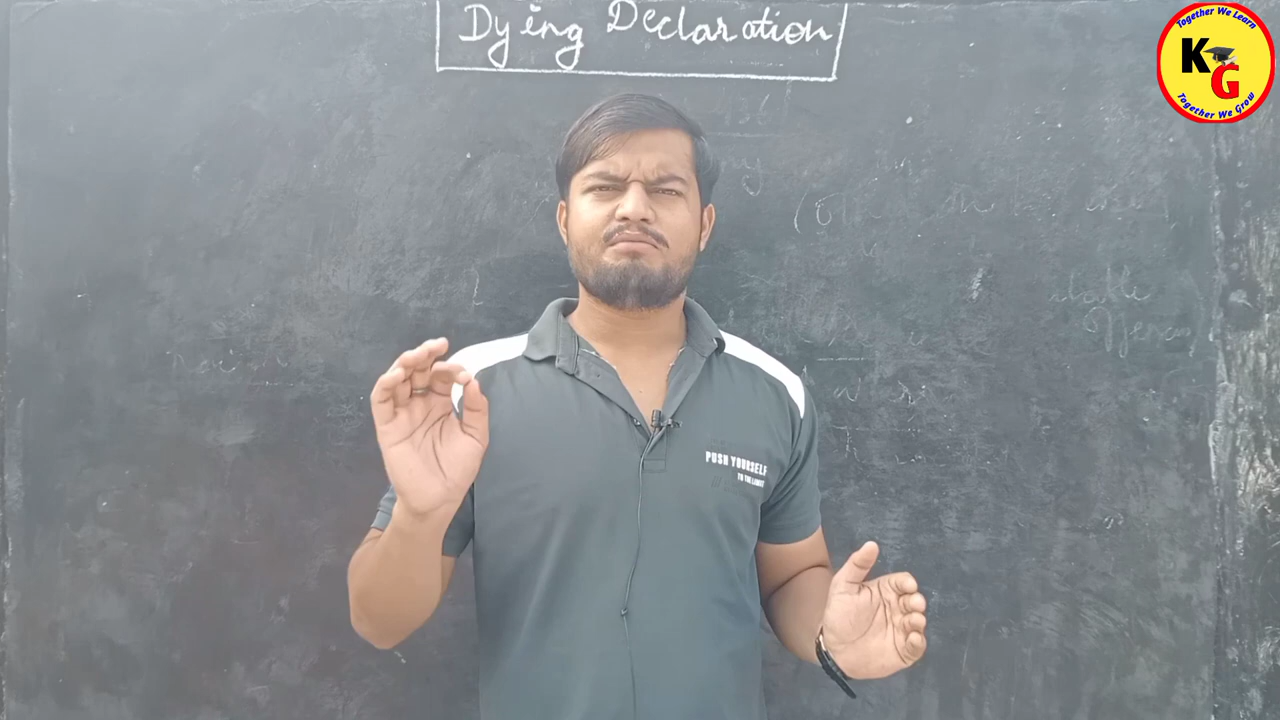 Dying Declaration
Together We Learn
KG
Together We Grow
PUSH YOURSELF
TO THE LIMIT